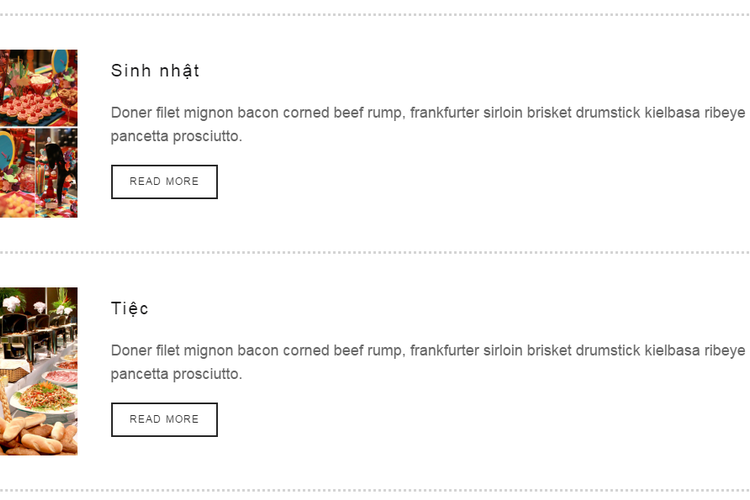 Sinh nhật
Doner filet mignon bacon corned beef rump, frankfurter sirloin brisket drumstick kielbasa ribeye
pancetta prosciutto.
READ MORE
Tiệc
Doner filet mignon bacon corned beef rump, frankfurter sirloin brisket drumstick kielbasa ribeye
pancetta prosciutto.
READ MORE